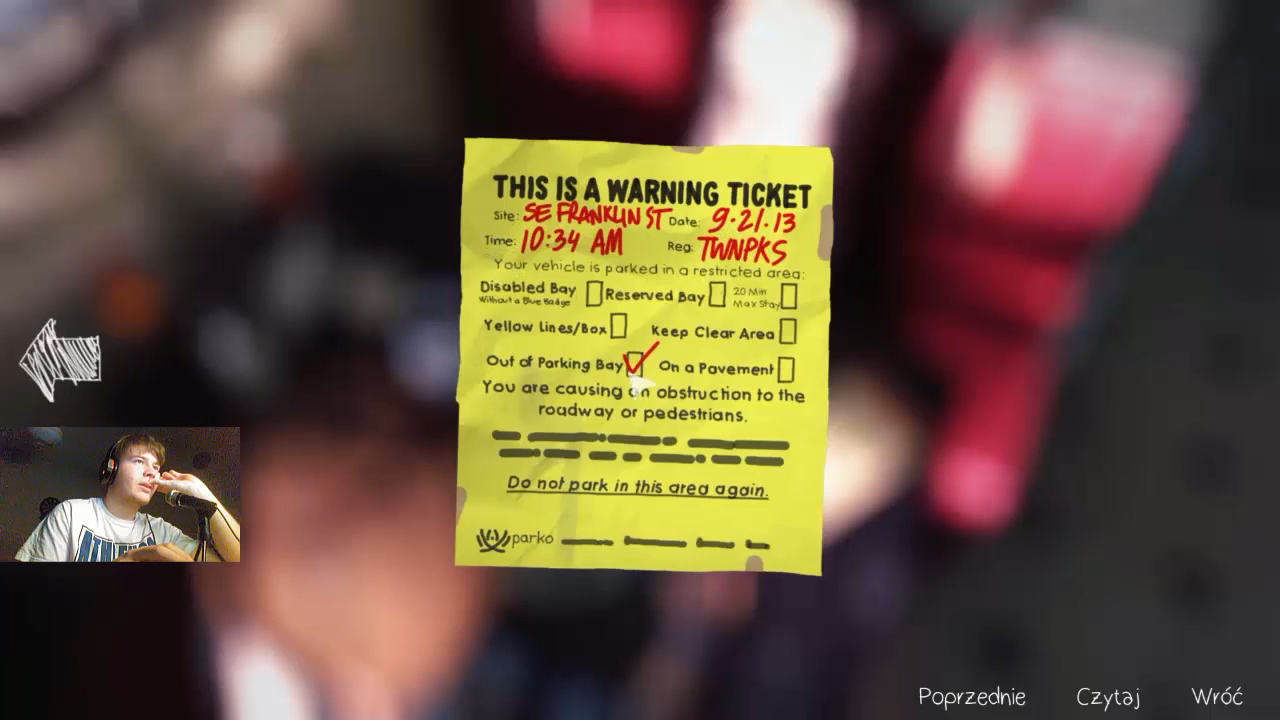 THIS IS A WARNING TICKET
Site: SE FRANKLIN ST Date: 9.21.13
Time: 10:34 AM Reg: TWNPKS
Your vehicle is parked in a restricted area:
Disabled Bay Reserved Bay 20 Min
Without a Blue Badge Max Stay
Yellow Lines/Box Keep Clear Area
Out of Parking Bay On a Pavement
You are causing an obstruction to the
roadway or pedestrians.
Do not park in this area again.
parko
Poprzednie Czytaj Wróć